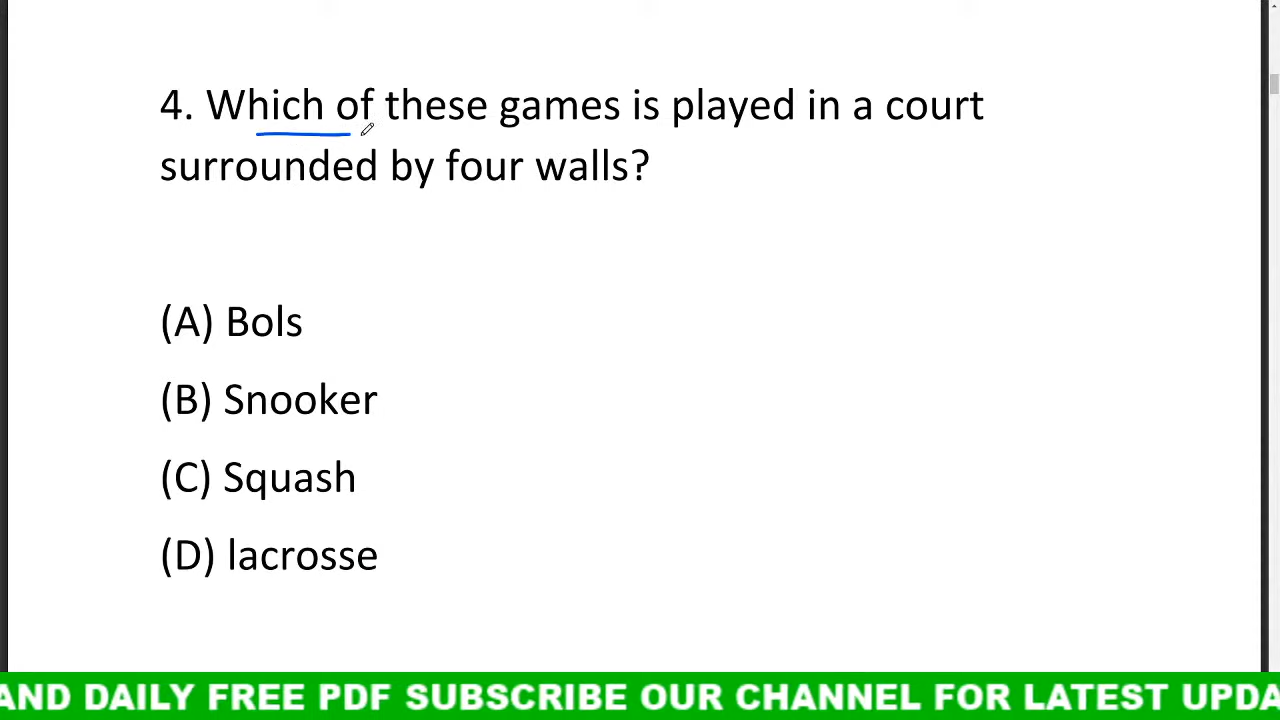 4. Which of these games is played in a court
surrounded by four walls?
(A) Bols
(B) Snooker
(C) Squash
(D) lacrosse
AND DAILY FREE PDF SUBSCRIBE OUR CHANNEL FOR LATEST UPDA